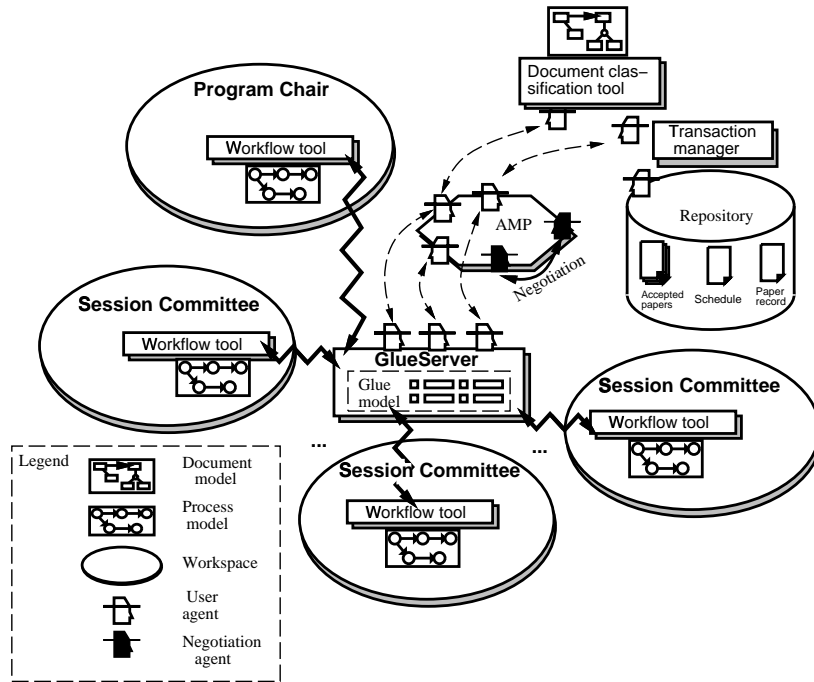 Document clas–
sification tool
Program Chair
Workflow tool
Transaction
manager
AMP
Negotiation
Repository
Accepted
papers
Schedule
Paper
record
Session Committee
Workflow tool
GlueServer
Glue
model
Session Committee
Workflow tool
...
...
Session Committee
Workflow tool
Legend
Document
model
Process
model
Workspace
User
agent
Negotiation
agent